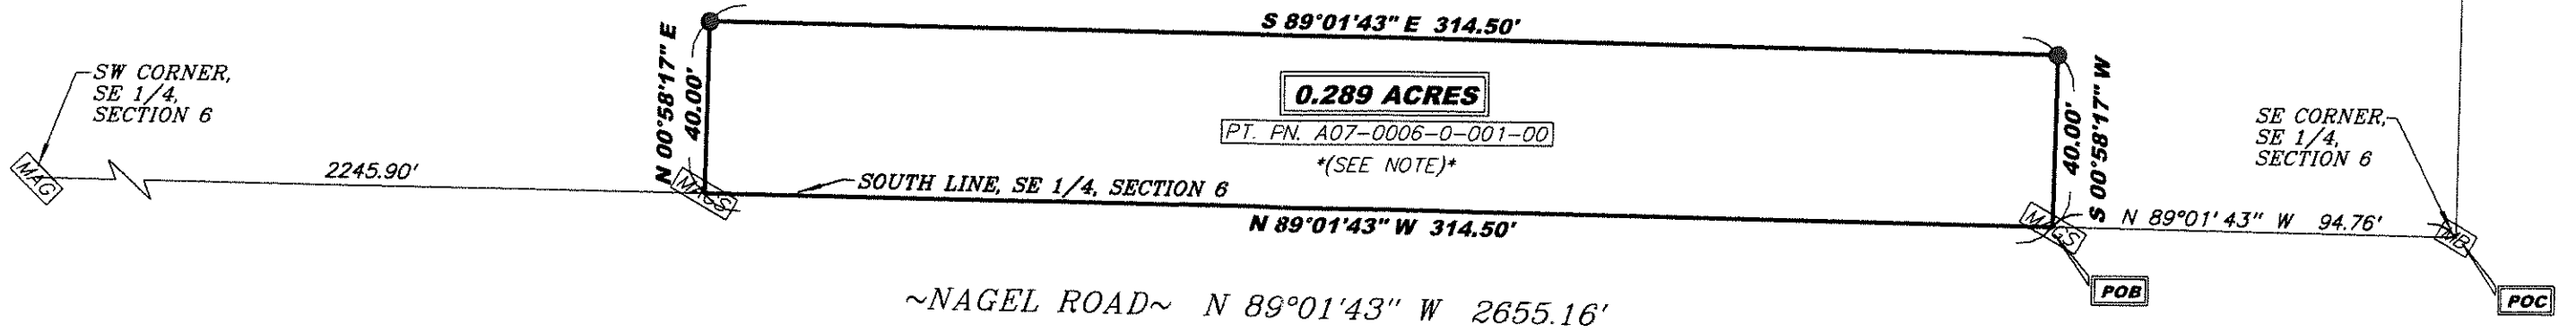 S 89°01'43" E 314.50'
SW CORNER,
SE 1/4,
SECTION 6
MAG
2245.90'
N 00°58'17" E
40.00'
MAGS
0.289 ACRES
PT. PN. A07-0006-0-001-00
*(SEE NOTE)*
SOUTH LINE, SE 1/4, SECTION 6
N 89°01'43" W 314.50'
40.00'
S 00°58'17" W
MAGS
SE CORNER,
SE 1/4,
SECTION 6
N 89°01'43" W 94.76'
MB
POB
POC
~NAGEL ROAD~ N 89°01'43" W 2655.16'